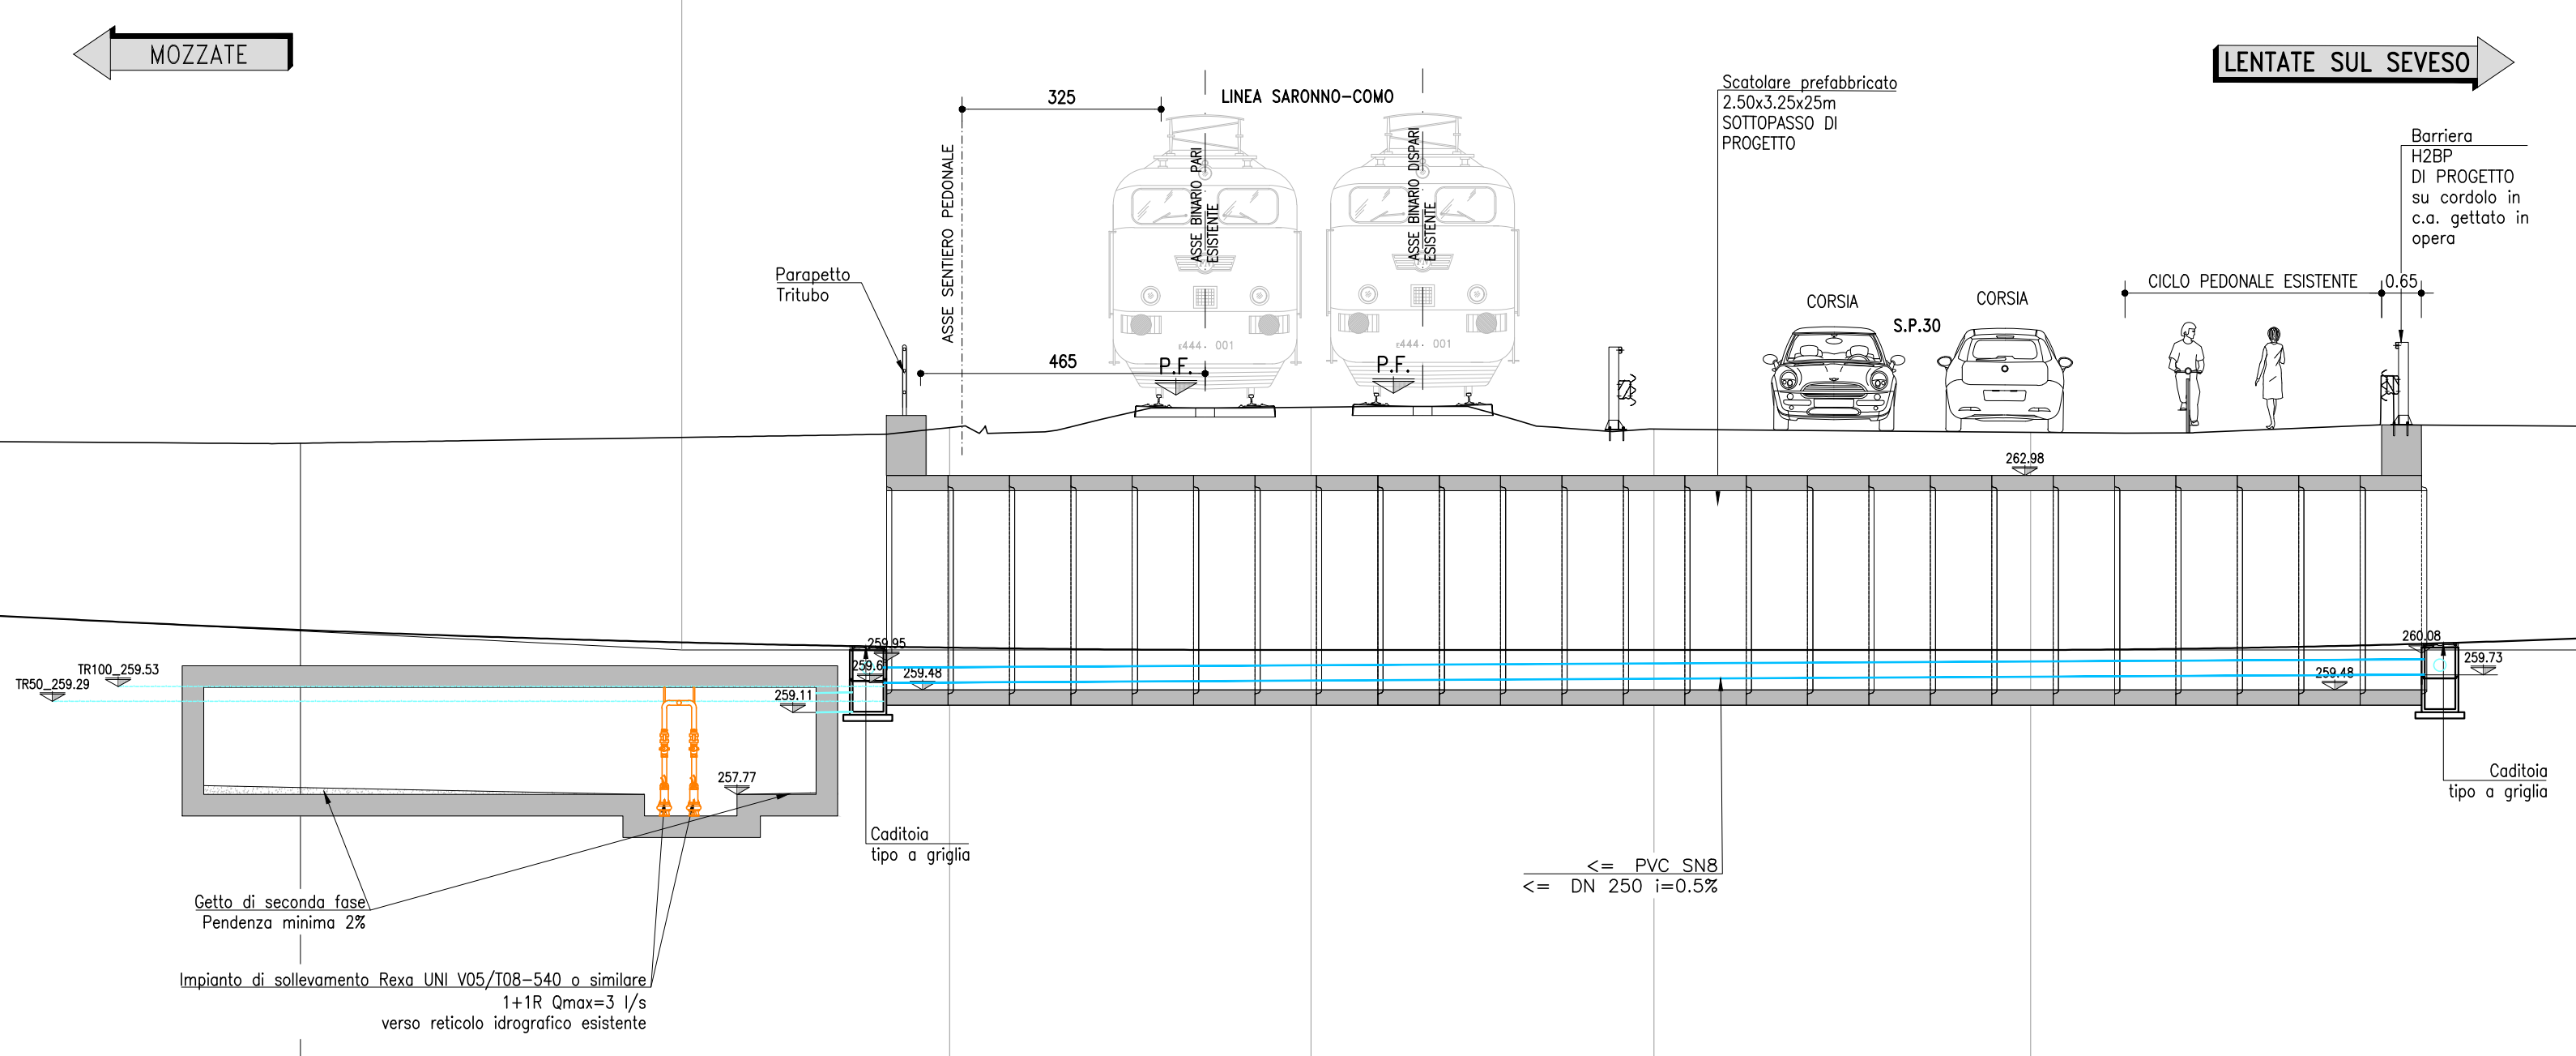 MOZZATE
LENTATE SUL SEVESO
325
LINEA SARONNO-COMO
ASSE SENTIERO PEDONALE
ASSE BINARIO PARI
ESISTENTE
ASSE BINARIO DISPARI
ESISTENTE
Scatolare prefabbricato
2.50x3.25x25m
SOTTOPASSO DI
PROGETTO
Barriera
H2BP
DI PROGETTO
su cordolo in
c.a. gettato in
opera
Parapetto
Tritubo
CICLO PEDONALE ESISTENTE
0.65
CORSIA
S.P.30
CORSIA
E444. 001
E444. 001
465
P.F.
P.F.
262.98
259.95
259.6
259.48
260.08
259.73
259.48
TR100_259.53
TR50_259.29
259.11
257.77
Caditoia
tipo a griglia
Caditoia
tipo a griglia
<= PVC SN8
<= DN 250 i=0.5%
Getto di seconda fase
Pendenza minima 2%
Impianto di sollevamento Rexa UNI V05/T08-540 o similare
1+1R Qmax=3 l/s
verso reticolo idrografico esistente